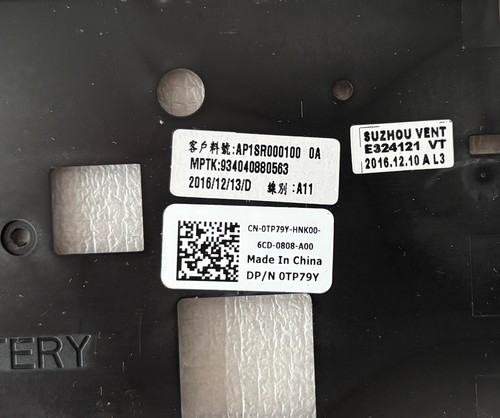 客戶料號:AP1SR000100 0A
MPTK:934040880563
2016/12/13/D 線別:A11
SUZHOU VENT
E324121 VT
2016.12.10 A L3
CN-0TP79Y-HNK00-
6CD-0808-A00
Made In China
DP/N 0TP79Y
TERY